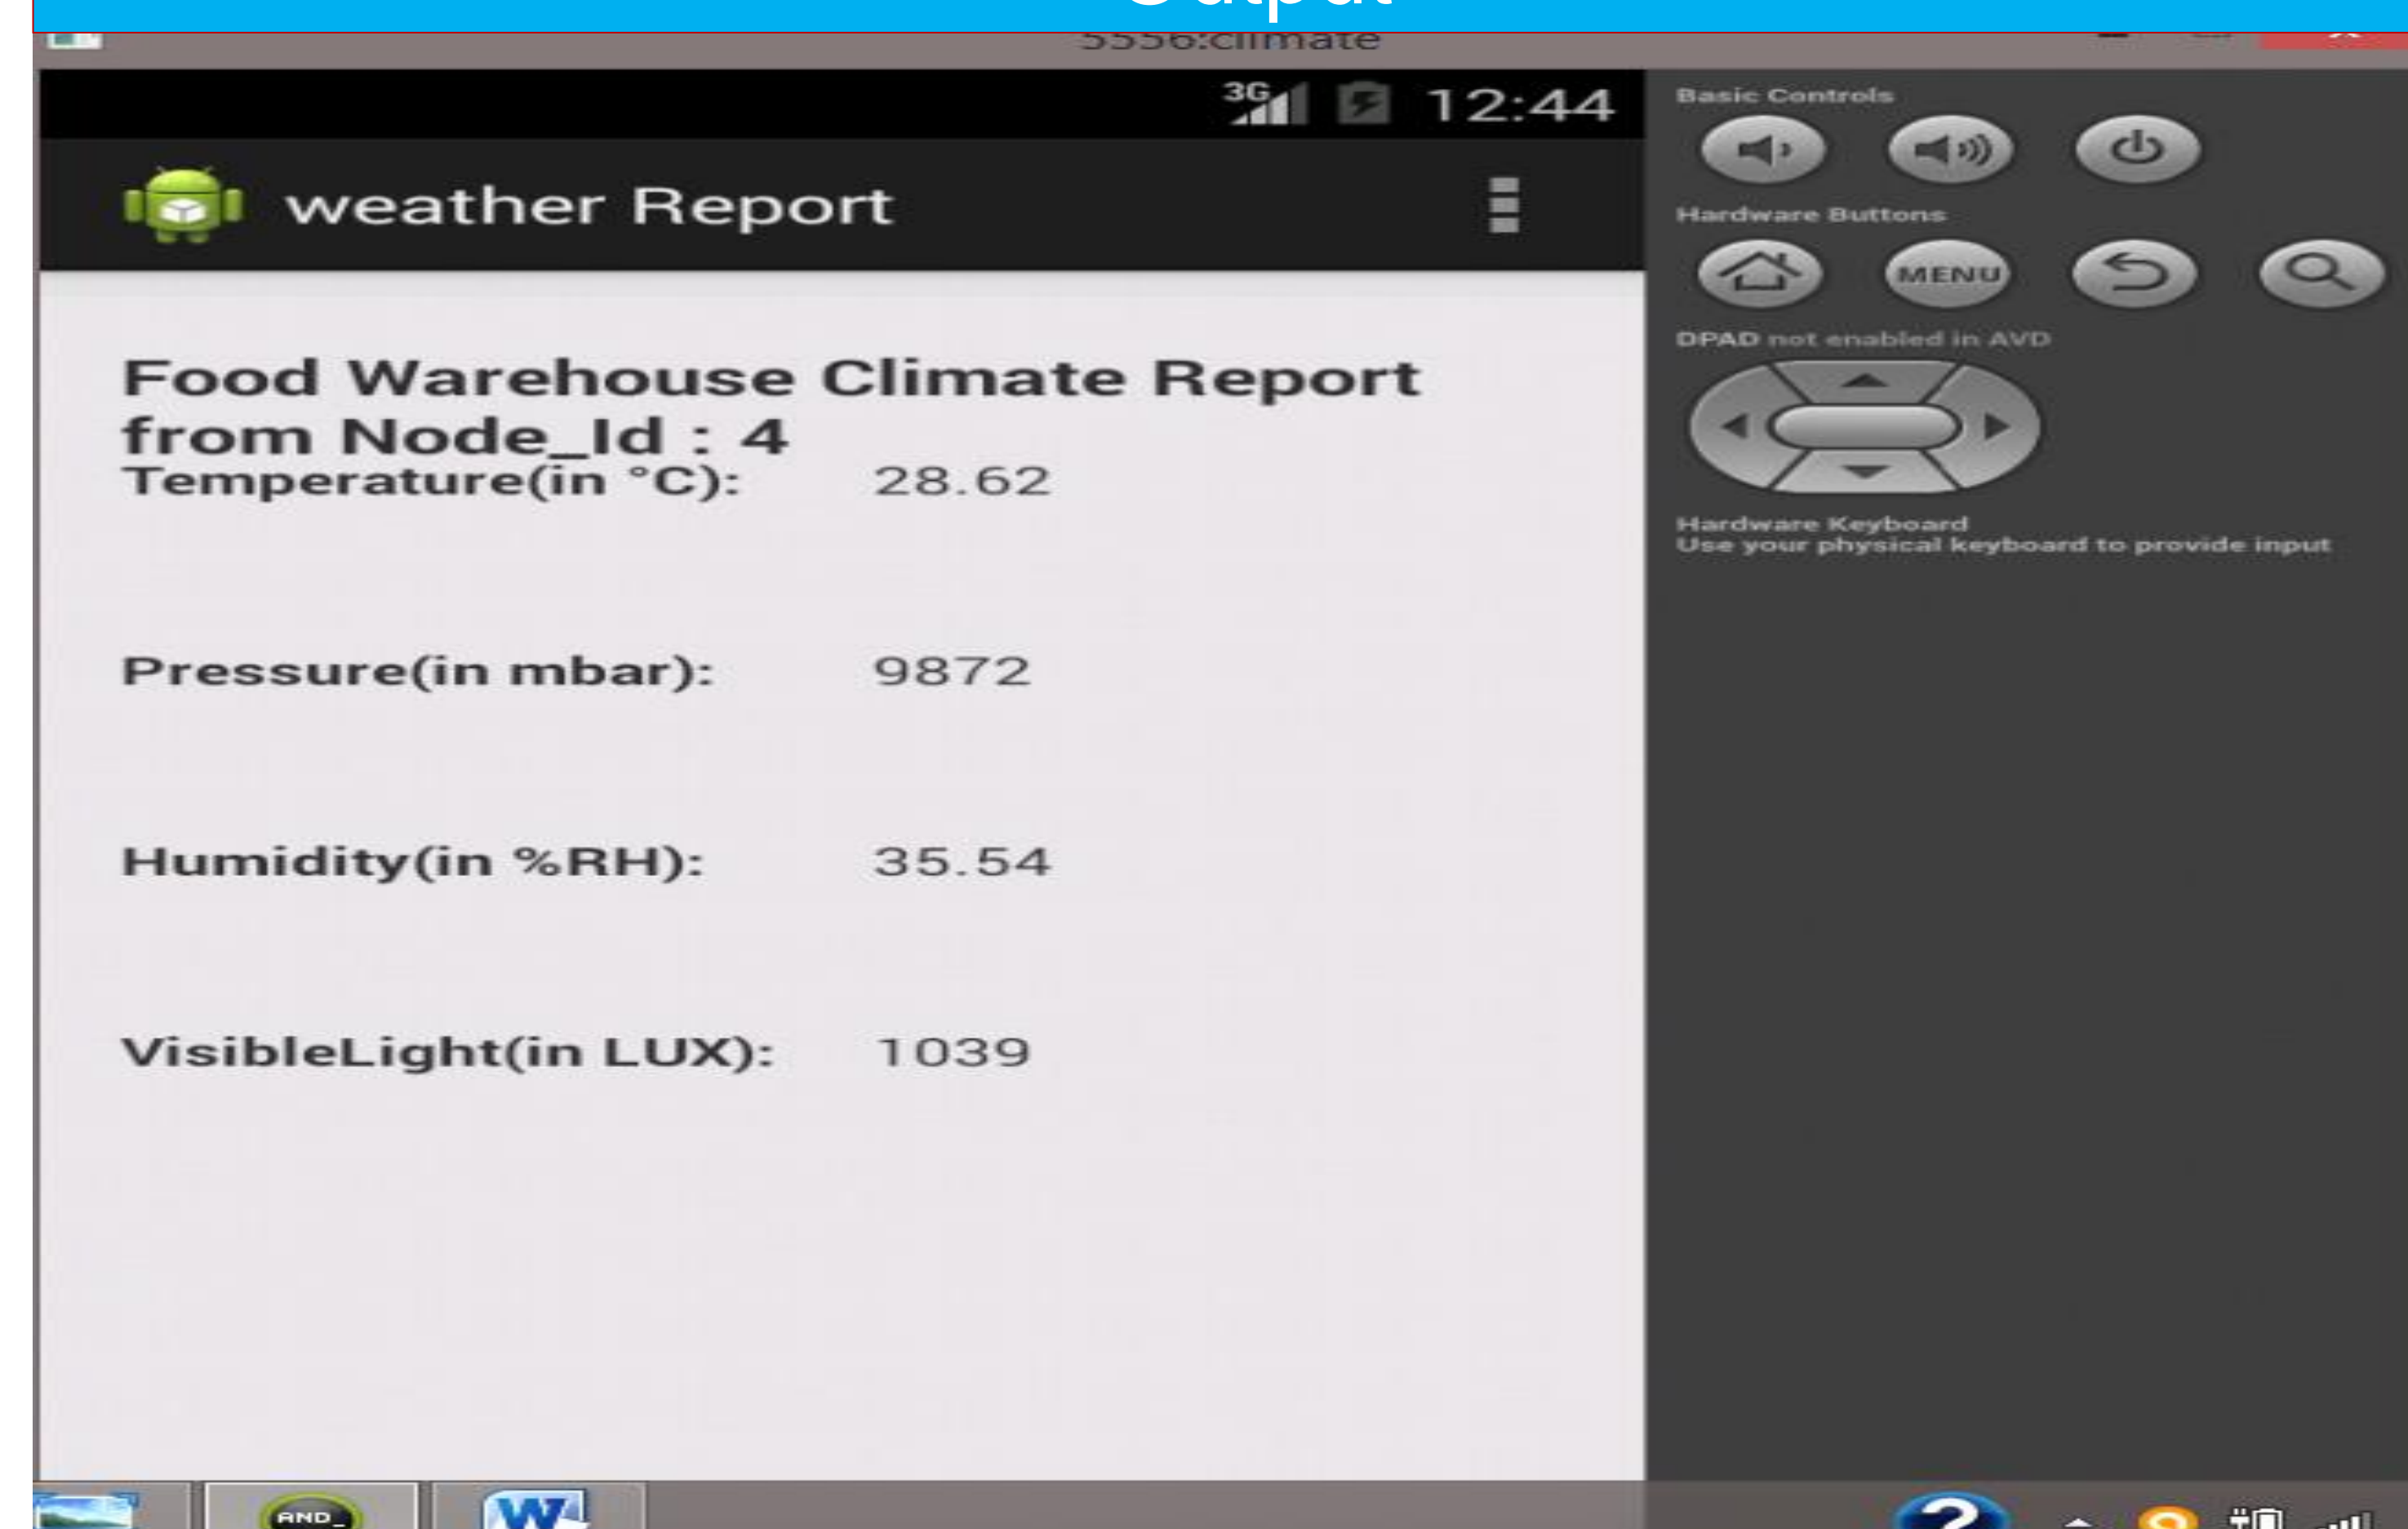 Output
5556:climate
3G 12:44
weather Report
Food Warehouse Climate Report
from Node_Id : 4
Temperature(in °C): 28.62
Pressure(in mbar): 9872
Humidity(in %RH): 35.54
VisibleLight(in LUX): 1039
Basic Controls
Hardware Buttons
MENU
DPAD not enabled in AVD
Hardware Keyboard
Use your physical keyboard to provide input
AND_
W
?